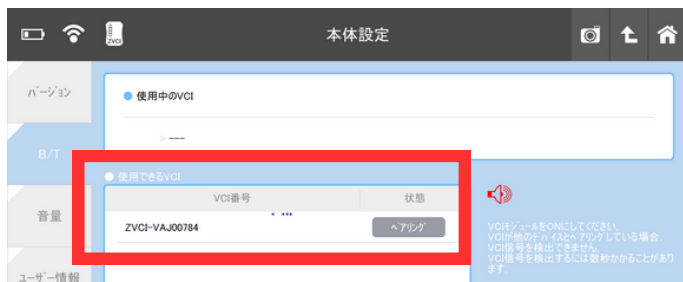 ZVCI
本体設定
バージョン
B/T
音量
ユーザー情報
使用中のVCI
---
使用できるVCI
VCI番号 状態
ZVCI-VAJ00784 ペアリング
VCIモジュールをONにしてください。
VCIが他のデバイスとペアリングしている場合、
VCI信号を検出できません。
VCI信号を検出するには数秒かかることがあり
ます。